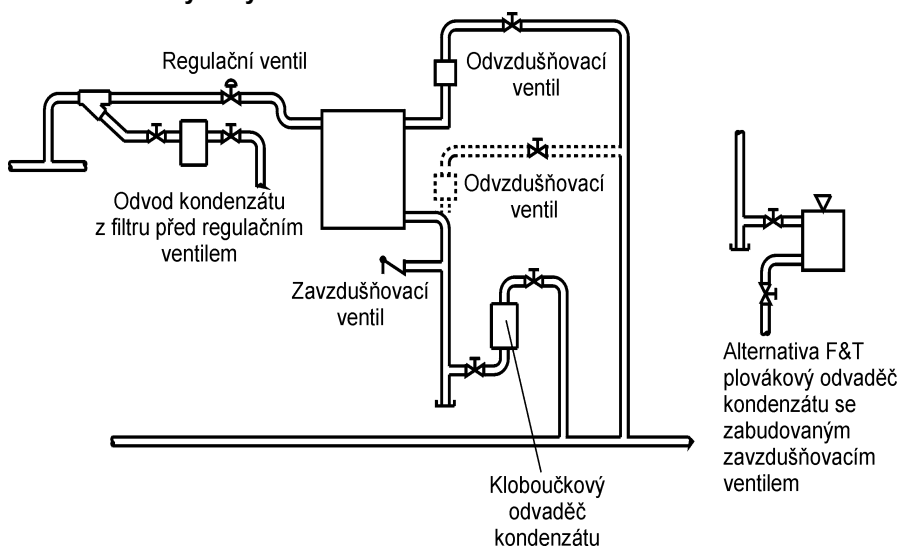 Regulační ventil
Odvzdušňovací
ventil
Odvod kondenzátu
z filtru před regulačním
ventilem
Odvzdušňovací
ventil
Zavzdušňovací
ventil
Alternativa F&T
plovákový odvaděč
kondenzátu se
zabudovaným
zavzdušňovacím
ventilem
Kloboučkový
odvaděč
kondenzátu